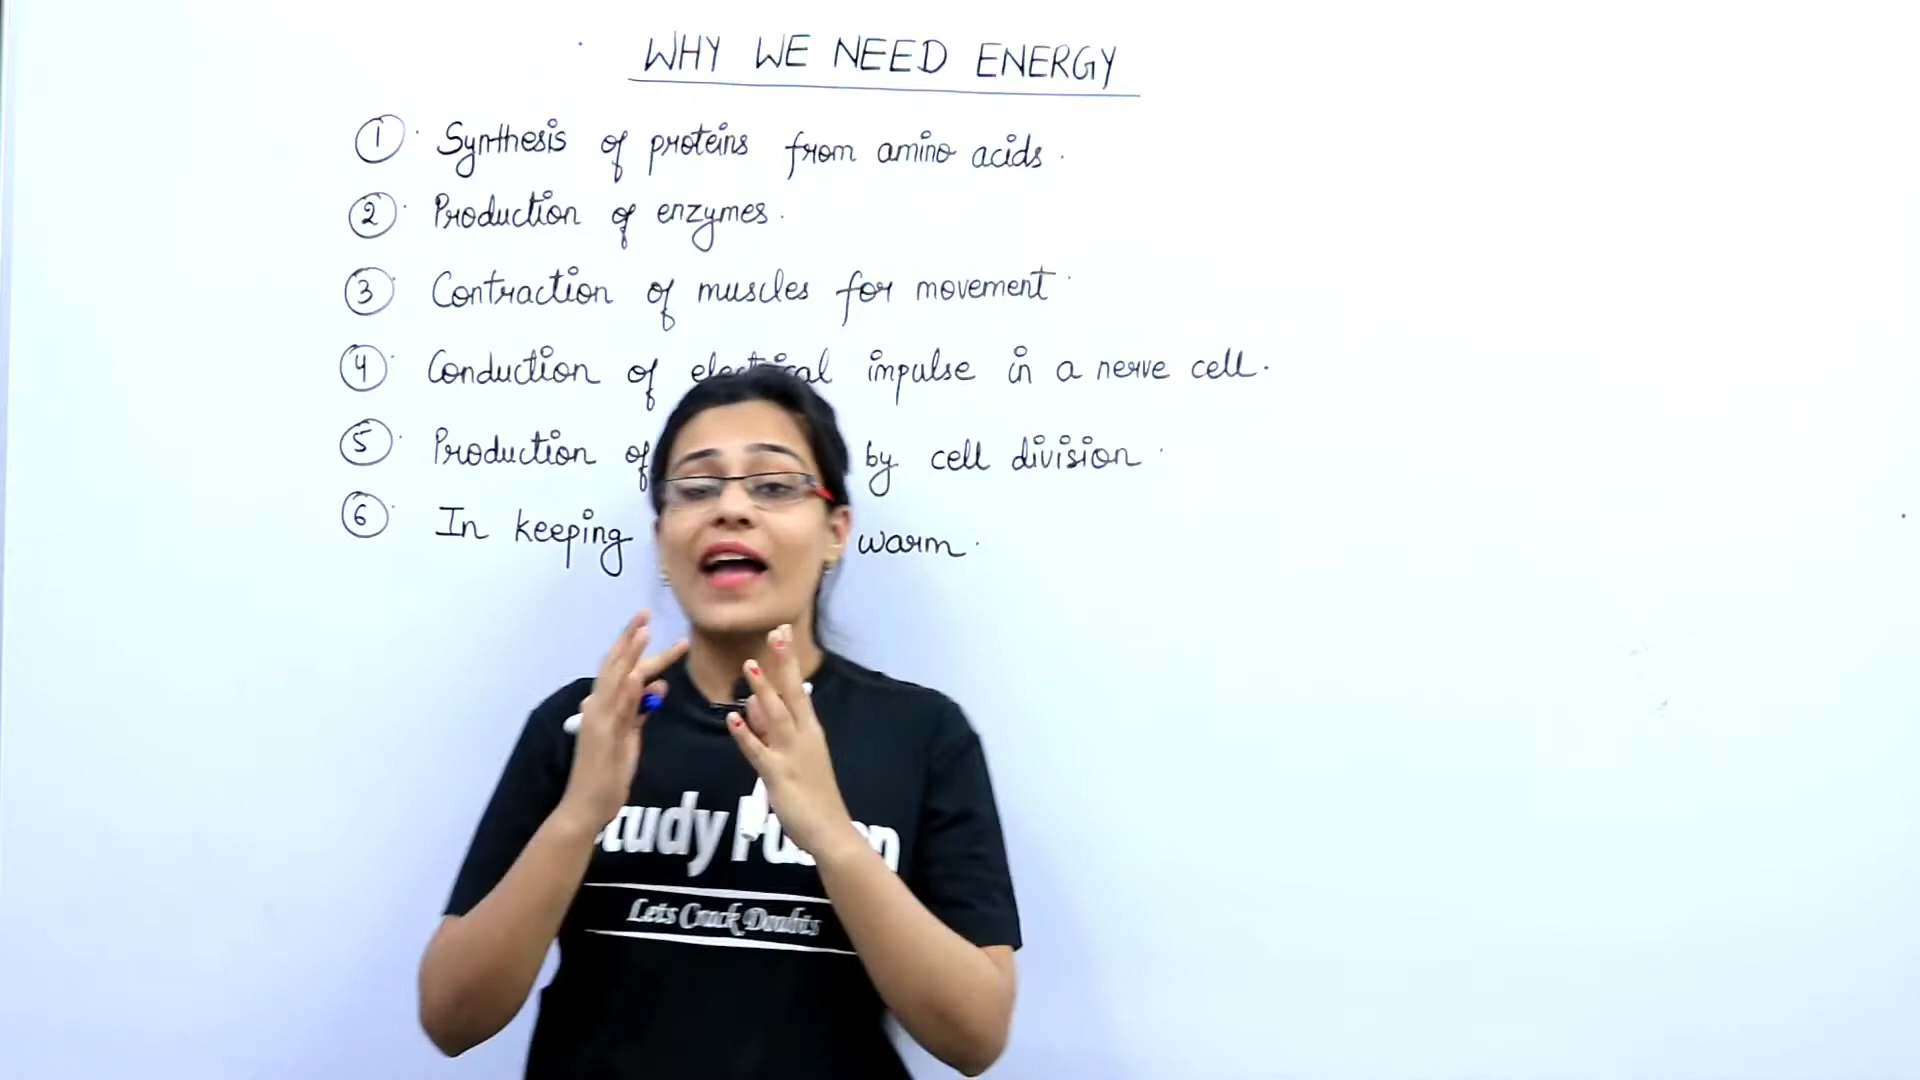 WHY WE NEED ENERGY
1 Synthesis of proteins from amino acids.
2 Production of enzymes.
3 Contraction of muscles for movement
4 Conduction of electrical impulse in a nerve cell.
5 Production of by cell division.
6 In keeping warm.
Lets Crack Doubts